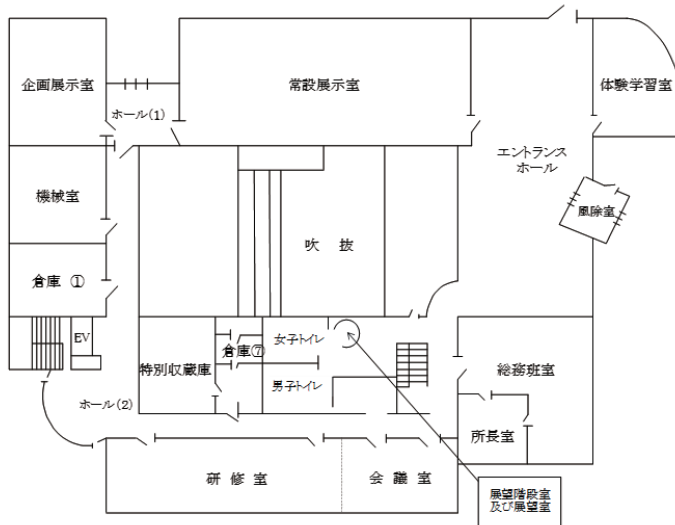 企画展示室
常設展示室
体験学習室
ホール(1)
エントランス
ホール
機械室
風除室
吹 抜
倉庫 ①
EV
女子トイレ
倉庫⑦
特別収蔵庫
総務班室
男子トイレ
ホール(2)
所長室
研 修 室
会 議 室
展望階段室
及び展望室